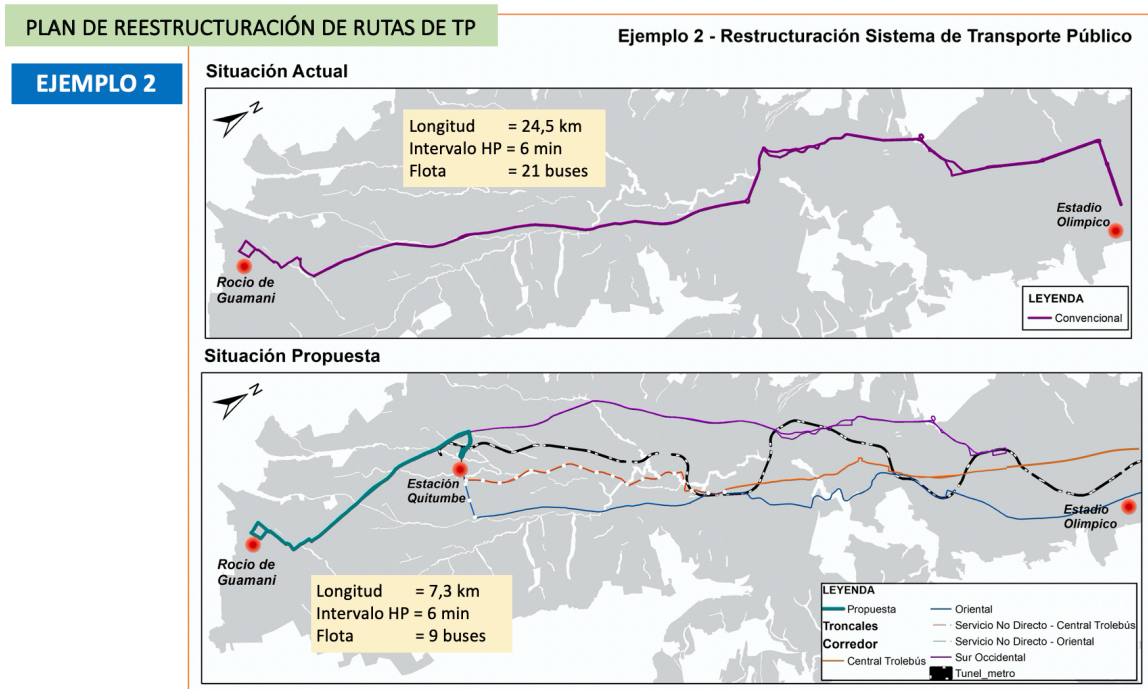 PLAN DE REESTRUCTURACIÓN DE RUTAS DE TP
Ejemplo 2 - Restructuración Sistema de Transporte Público
EJEMPLO 2
Situación Actual
N
Longitud = 24,5 km
Intervalo HP = 6 min
Flota = 21 buses
Estadio
Olimpico
Rocio de
Guamani
LEYENDA
Convencional
Situación Propuesta
N
Estación
Quitumbe
Estadio
Olimpico
Rocio de
Guamani
Longitud = 7,3 km
Intervalo HP = 6 min
Flota = 9 buses
LEYENDA
Propuesta
Troncales
Corredor
Central Trolebús
Oriental
Servicio No Directo - Central Trolebús
Servicio No Directo - Oriental
Sur Occidental
Tunel_metro